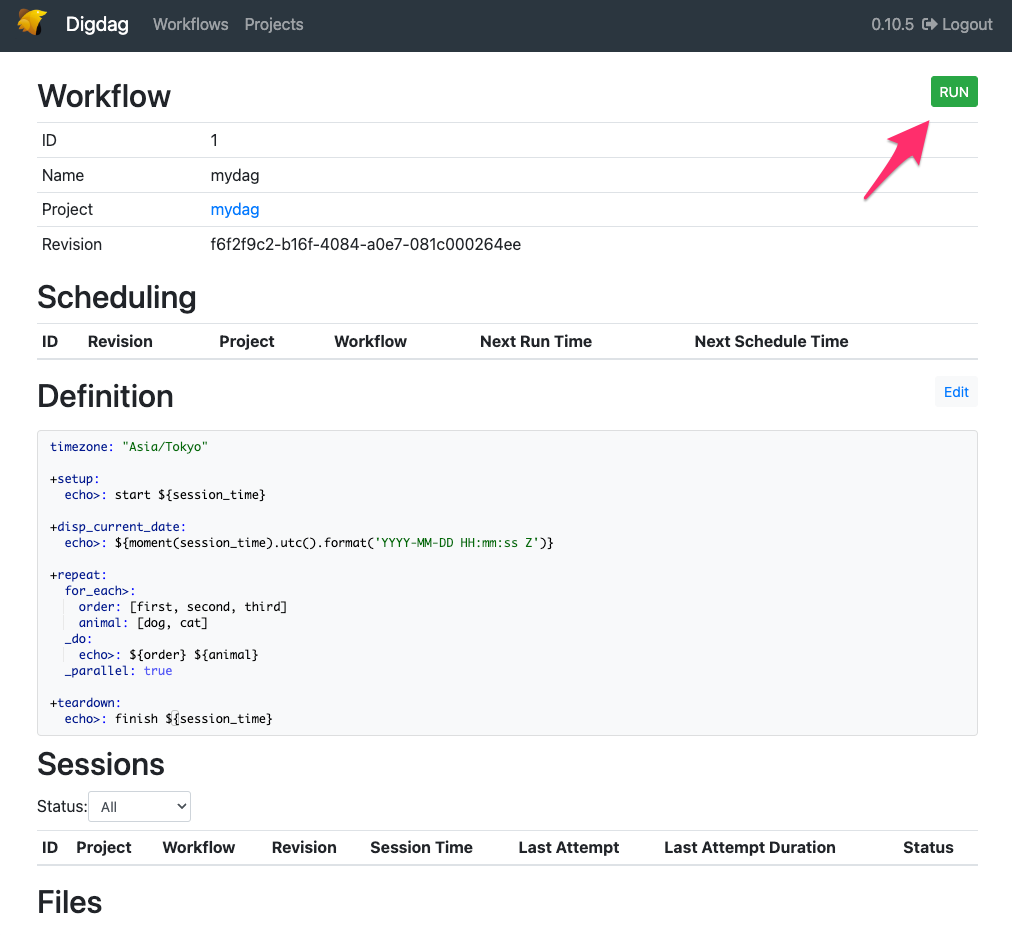 Digdag Workflows Projects 0.10.5 Logout
Workflow RUN
ID 1
Name mydag
Project mydag
Revision f6f2f9c2-b16f-4084-a0e7-081c000264ee
Scheduling
ID Revision Project Workflow Next Run Time Next Schedule Time
Definition Edit
timezone: "Asia/Tokyo"
+setup:
  echo>: start ${session_time}
+disp_current_date:
  echo>: ${moment(session_time).utc().format('YYYY-MM-DD HH:mm:ss Z')}
+repeat:
  for_each>:
    order: [first, second, third]
    animal: [dog, cat]
  _do:
    echo>: ${order} ${animal}
  _parallel: true
+teardown:
  echo>: finish ${session_time}
Sessions
Status: All
ID Project Workflow Revision Session Time Last Attempt Last Attempt Duration Status
Files